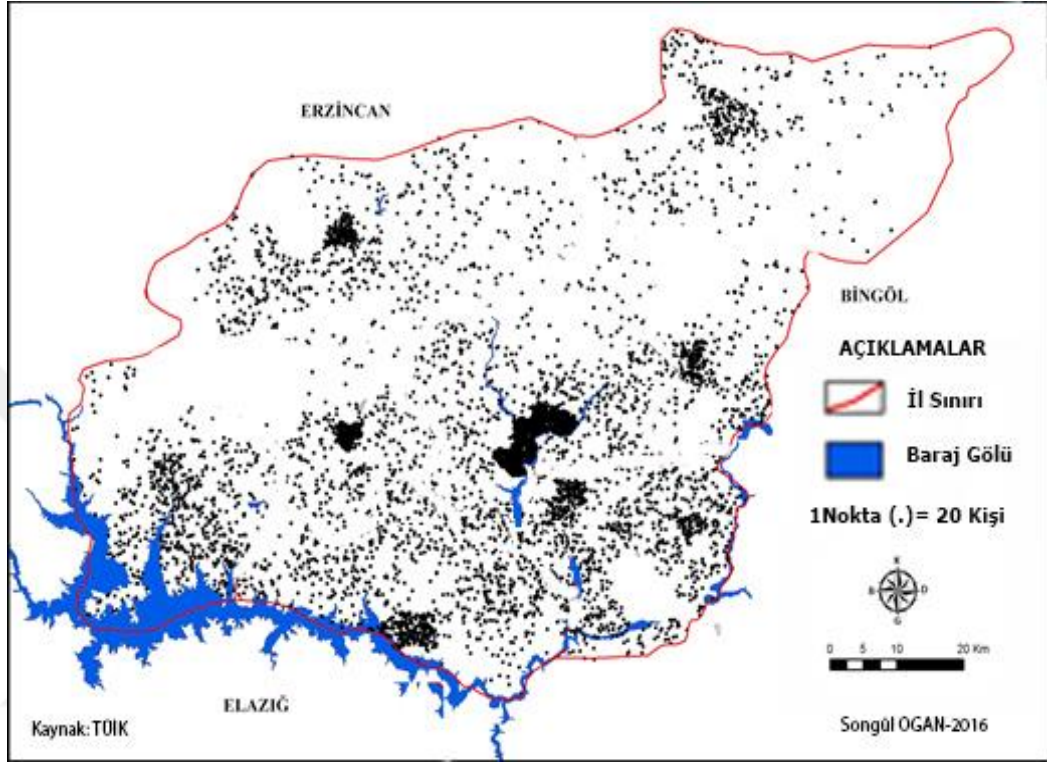 ERZİNCAN
BİNGÖL
AÇIKLAMALAR
İl Sınırı
Baraj Gölü
1Nokta (.)= 20 Kişi
K
B D
G
0 5 10 20 Km
ELAZIĞ
Kaynak: TÜİK
Songül OGAN-2016